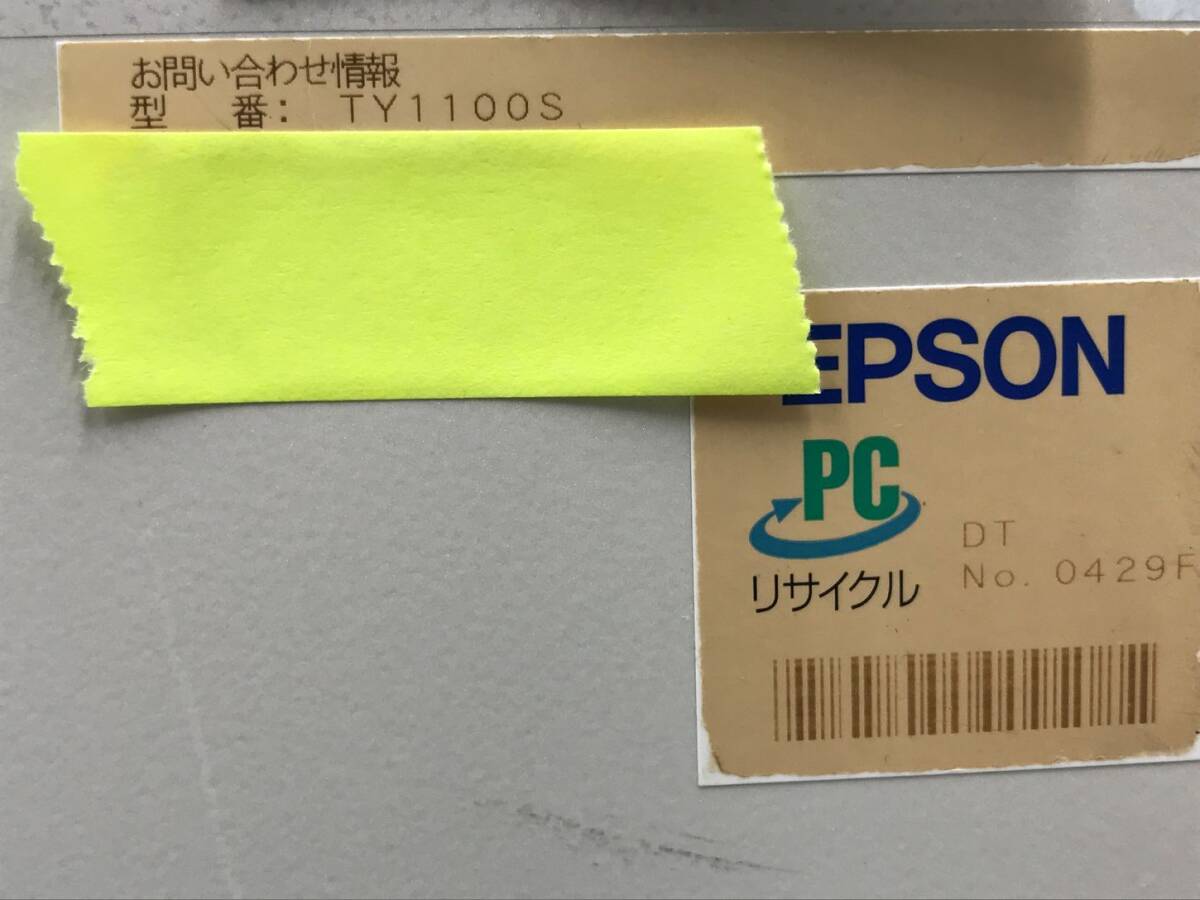 お問い合わせ情報
型　番： TY1100S
EPSON
PC
リサイクル
DT
No. 0429F